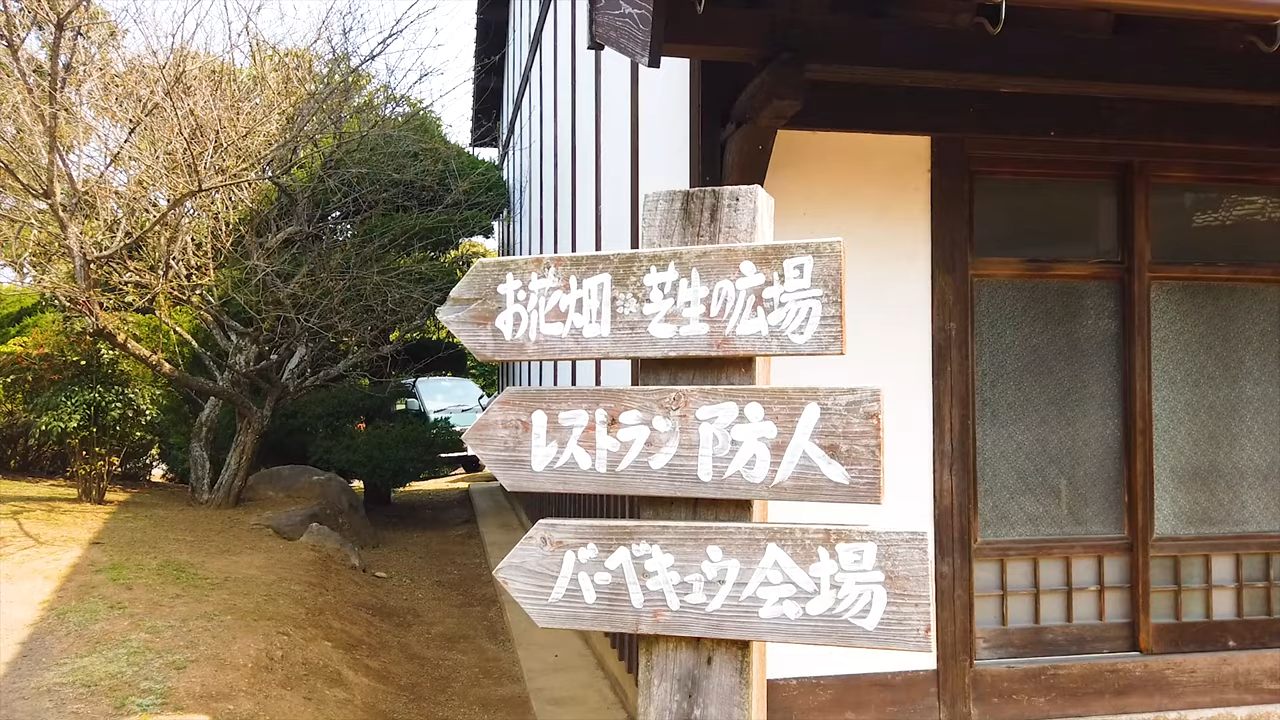 お花畑・芝生の広場
レストラン防人
バーベキュウ会場